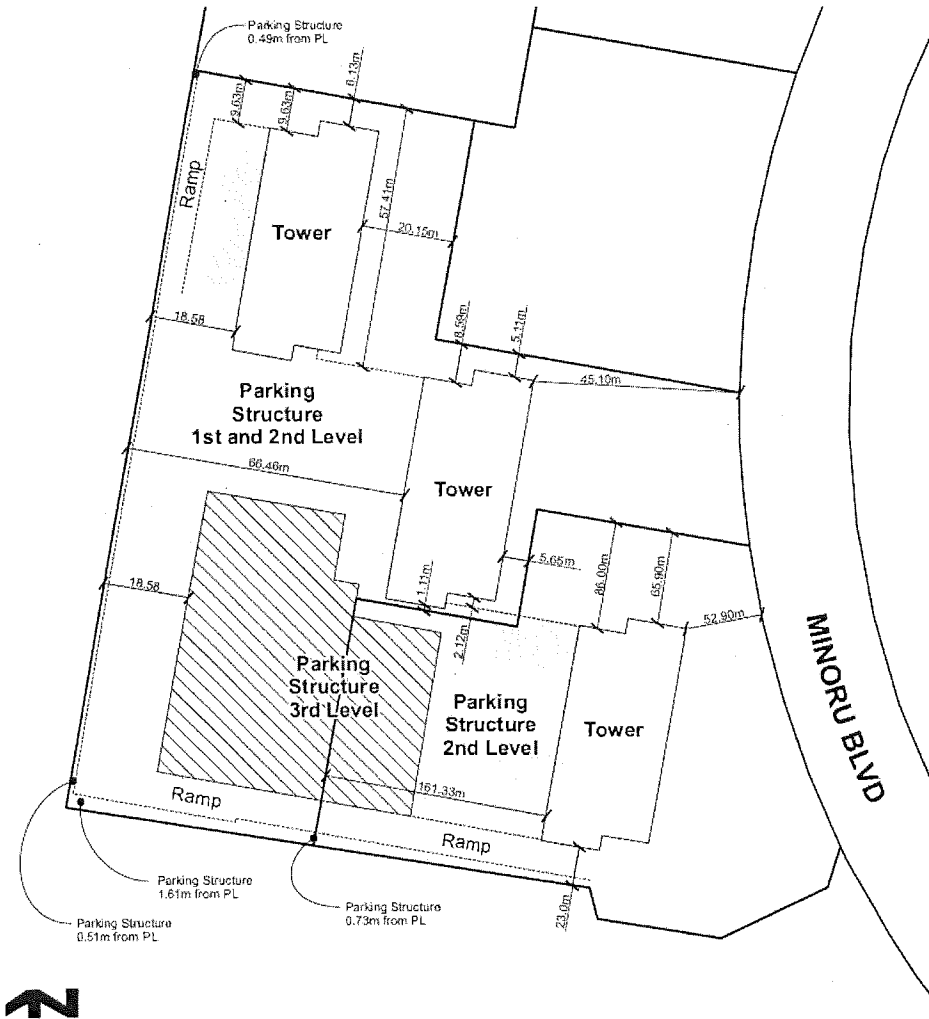 Parking Structure
0.49m from PL
6.13m
9.63m
9.63m
Ramp
57.41m
Tower
20.15m
18.58
8.59m
5.11m
45.10m
Parking
Structure
1st and 2nd Level
66.46m
Tower
5.65m
86.00m
65.90m
52.90m
18.58
1.11m
2.12m
MINORU BLVD
Parking
Structure
3rd Level
Parking
Structure
2nd Level
Tower
161.33m
Ramp
Ramp
Parking Structure
1.61m from PL
Parking Structure
0.73m from PL
23.0m
Parking Structure
0.51m from PL
N